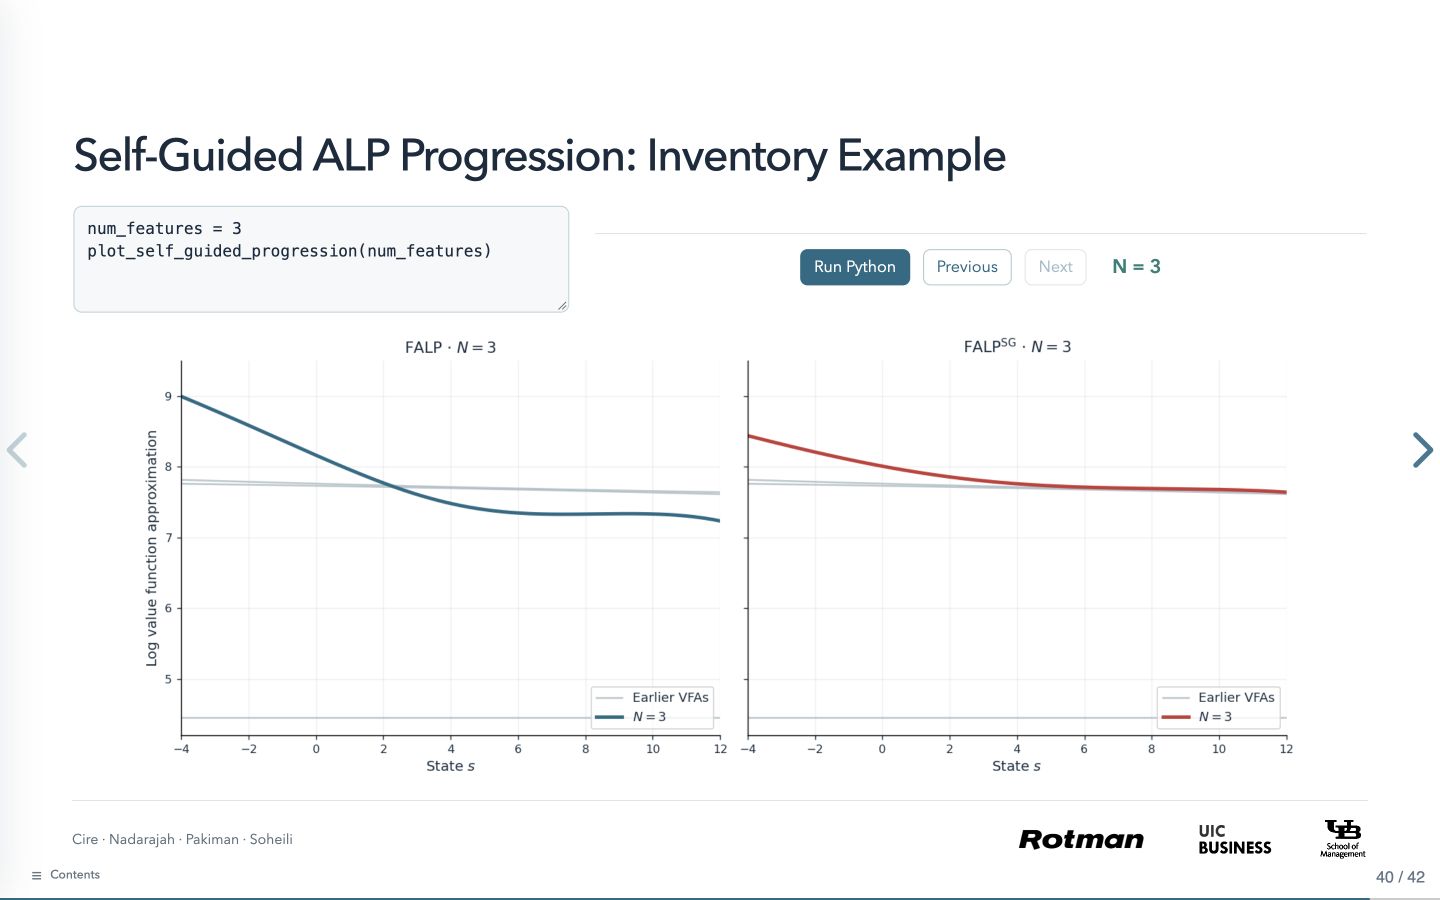 Self-Guided ALP Progression: Inventory Example
num_features = 3
plot_self_guided_progression(num_features)
Run Python
Previous
Next
N = 3
FALP · N = 3
Log value function approximation
9
8
7
6
5
Earlier VFAs
N = 3
−4 −2 0 2 4 6 8 10 12
State s
FALP^SG · N = 3
Earlier VFAs
N = 3
−4 −2 0 2 4 6 8 10 12
State s
Cire · Nadarajah · Pakiman · Soheili
Rotman
UIC
BUSINESS
UB
School of
Management
≡ Contents
40 / 42